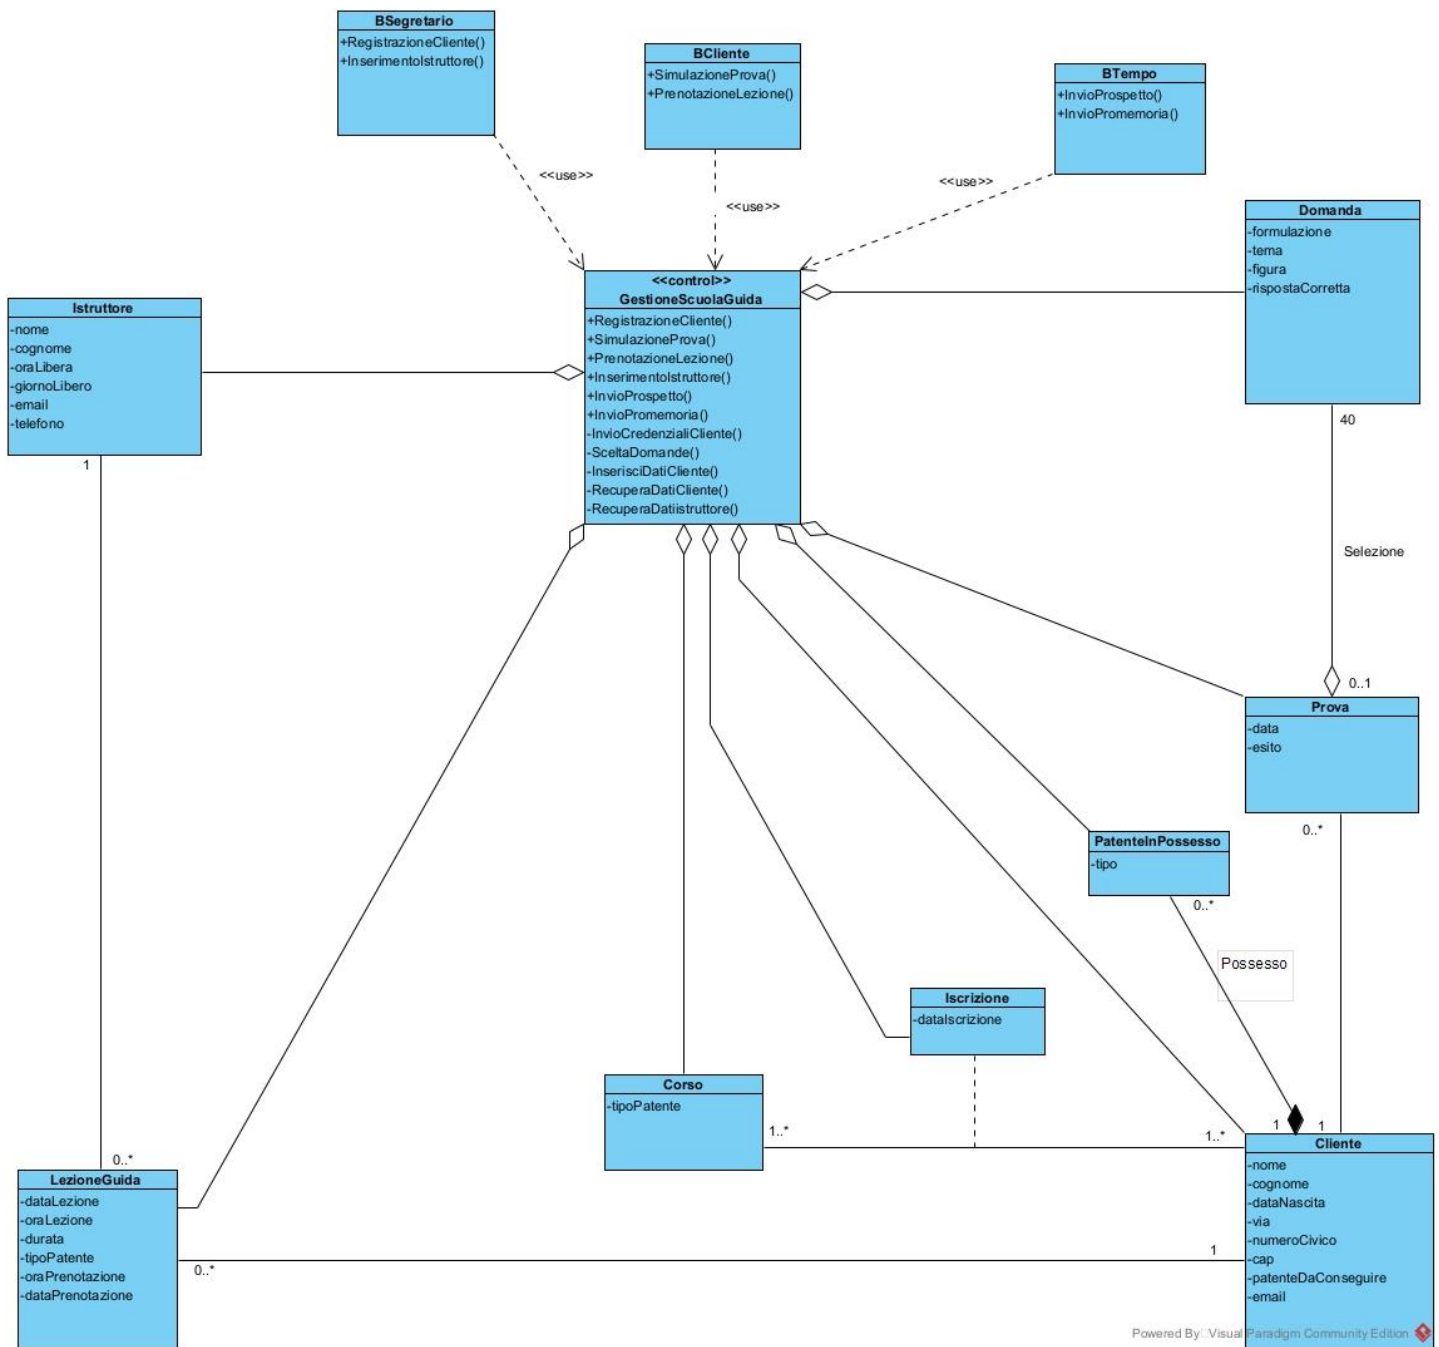 BSegretario
+RegistrazioneCliente()
+InserimentoIstruttore()
BCliente
+SimulazioneProva()
+PrenotazioneLezione()
BTempo
+InvioProspetto()
+InvioPromemoria()
<<use>>
<<use>>
<<use>>
Domanda
-formulazione
-tema
-figura
-rispostaCorretta
<<control>>
GestioneScuolaGuida
+RegistrazioneCliente()
+SimulazioneProva()
+PrenotazioneLezione()
+InserimentoIstruttore()
+InvioProspetto()
+InvioPromemoria()
-InvioCredenzialiCliente()
-SceltaDomande()
-InserisciDatiCliente()
-RecuperaDatiCliente()
-RecuperaDatiistruttore()
Istruttore
-nome
-cognome
-oraLibera
-giornoLibero
-email
-telefono
1
40
Selezione
0..1
Prova
-data
-esito
0..*
PatenteInPossesso
-tipo
0..*
Possesso
Iscrizione
-dataIscrizione
Corso
-tipoPatente
1..*
1..*
1
1
Cliente
-nome
-cognome
-dataNascita
-via
-numeroCivico
-cap
-patenteDaConseguire
-email
0..*
LezioneGuida
-dataLezione
-oraLezione
-durata
-tipoPatente
-oraPrenotazione
-dataPrenotazione
0..*
1
Powered By Visual Paradigm Community Edition